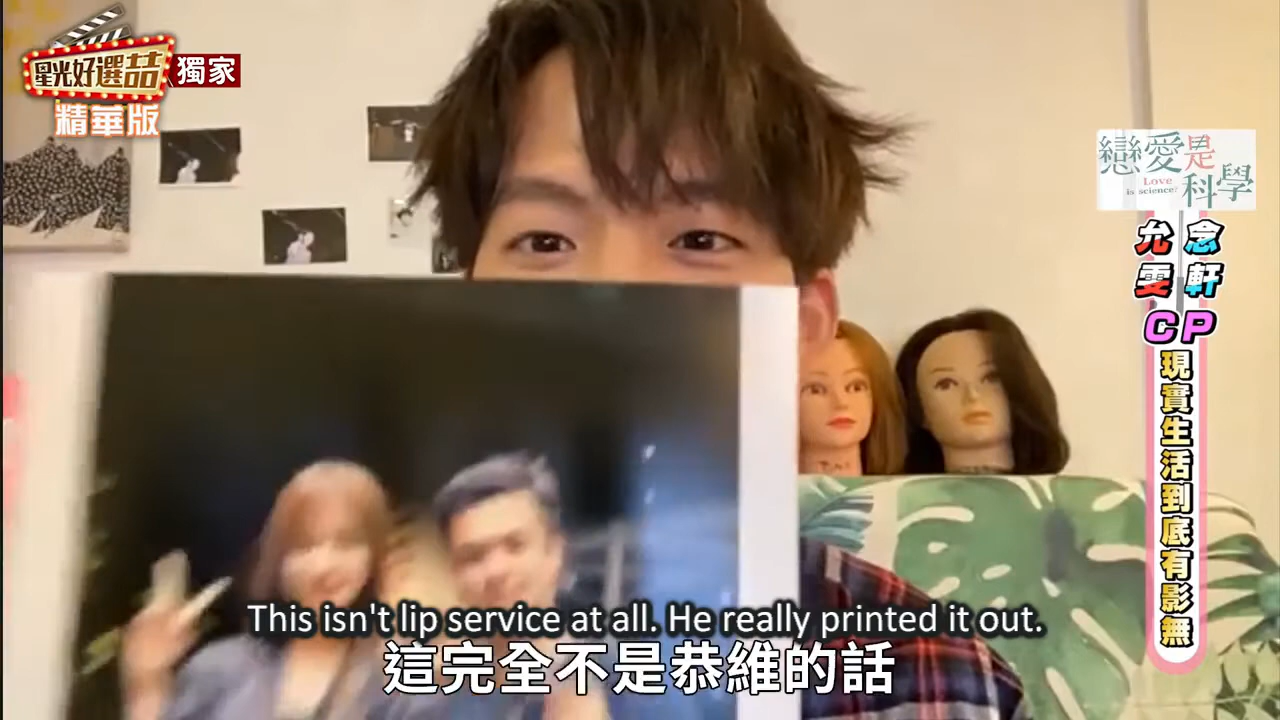 星光好選喆
獨家
精華版
戀愛是
科學
Love
is science?
允雯 念軒
CP
現實生活到底有影無
This isn't lip service at all. He really printed it out.
這完全不是恭維的話